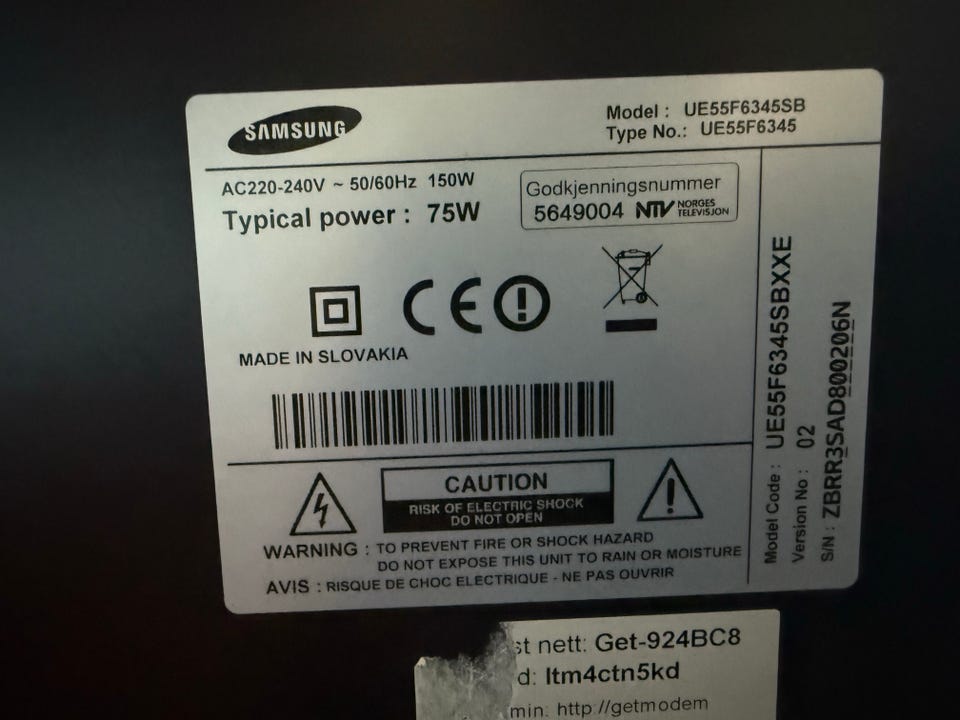 SAMSUNG
Model : UE55F6345SB
Type No.: UE55F6345
AC220-240V ~ 50/60Hz 150W
Typical power : 75W
Godkjenningsnummer
5649004 NTV NORGES TELEVISJON
CE
MADE IN SLOVAKIA
CAUTION
RISK OF ELECTRIC SHOCK
DO NOT OPEN
WARNING : TO PREVENT FIRE OR SHOCK HAZARD
DO NOT EXPOSE THIS UNIT TO RAIN OR MOISTURE
AVIS : RISQUE DE CHOC ELECTRIQUE - NE PAS OUVRIR
Model Code : UE55F6345SBXXE
Version No : 02
S/N : ZBRR3SAD800206N
st nett: Get-924BC8
d: ltm4ctn5kd
min: http://getmodem